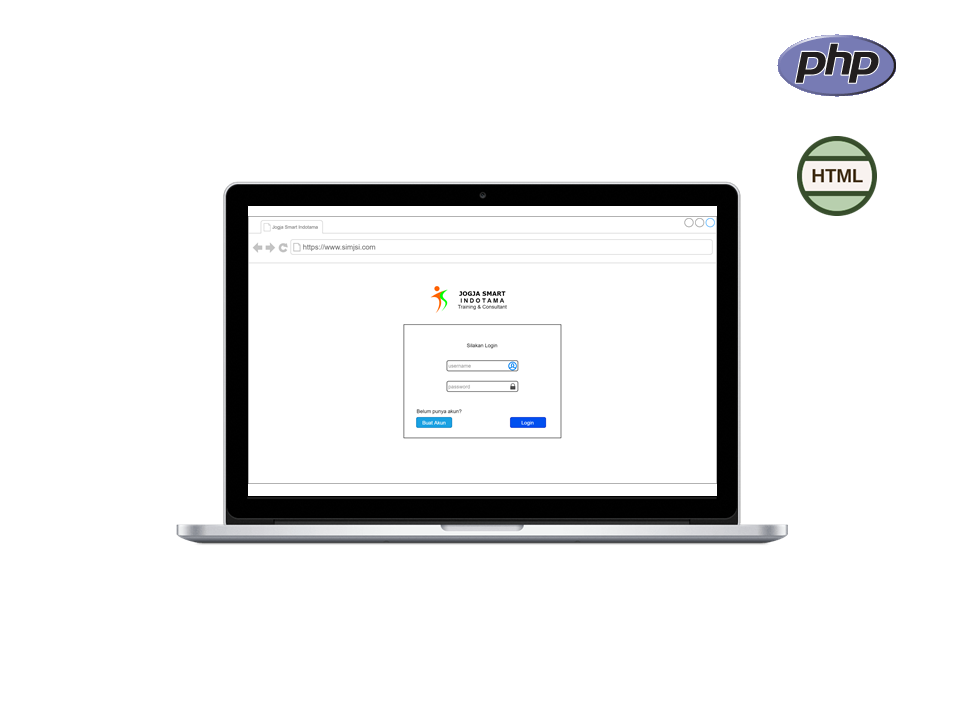 php
HTML
Jogja Smart Indotama
https://www.simjsi.com
JOGJA SMART
INDOTAMA
Training & Consultant
Silakan Login
username
password
Belum punya akun?
Buat Akun
Login